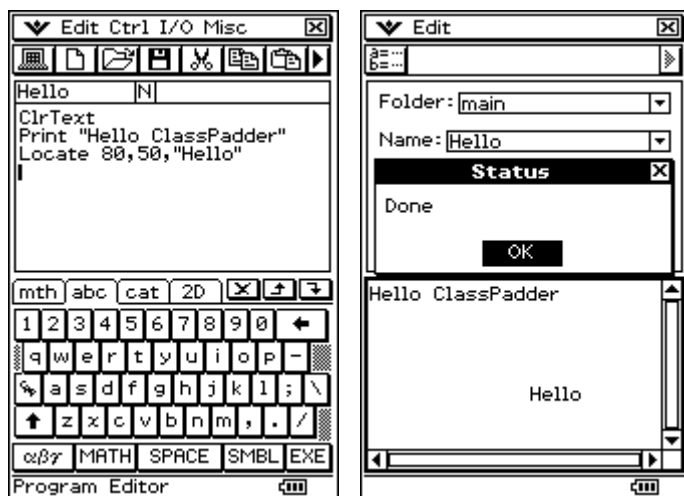 Edit Ctrl I/O Misc
Hello N
ClrText
Print "Hello ClassPadder"
Locate 80,50,"Hello"
mth abc cat 2D
1 2 3 4 5 6 7 8 9 0
q w e r t y u i o p -
a s d f g h j k l ; \
z x c v b n m , . /
αβγ MATH SPACE SMBL EXE
Program Editor
Edit
a=
b=
Folder: main
Name: Hello
Status
Done
OK
Hello ClassPadder
Hello